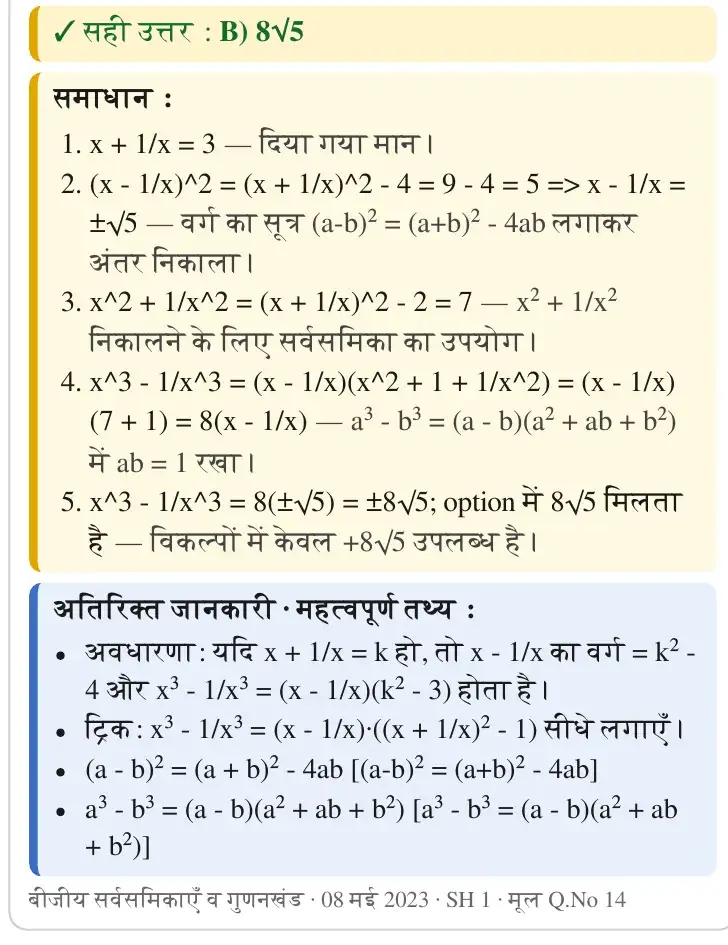 ✓ सही उत्तर : B) 8√5
समाधान :
1. x + 1/x = 3 — दिया गया मान।
2. (x - 1/x)^2 = (x + 1/x)^2 - 4 = 9 - 4 = 5 => x - 1/x =
±√5 — वर्ग का सूत्र (a-b)² = (a+b)² - 4ab लगाकर
अंतर निकाला।
3. x^2 + 1/x^2 = (x + 1/x)^2 - 2 = 7 — x² + 1/x²
निकालने के लिए सर्वसमिका का उपयोग।
4. x^3 - 1/x^3 = (x - 1/x)(x^2 + 1 + 1/x^2) = (x - 1/x)
(7 + 1) = 8(x - 1/x) — a³ - b³ = (a - b)(a² + ab + b²)
में ab = 1 रखा।
5. x^3 - 1/x^3 = 8(±√5) = ±8√5; option में 8√5 मिलता
है — विकल्पों में केवल +8√5 उपलब्ध है।
अतिरिक्त जानकारी · महत्वपूर्ण तथ्य :
• अवधारणा : यदि x + 1/x = k हो, तो x - 1/x का वर्ग = k² -
4 और x³ - 1/x³ = (x - 1/x)(k² - 3) होता है।
• ट्रिक : x³ - 1/x³ = (x - 1/x)·((x + 1/x)² - 1) सीधे लगाएँ।
• (a - b)² = (a + b)² - 4ab [(a-b)² = (a+b)² - 4ab]
• a³ - b³ = (a - b)(a² + ab + b²) [a³ - b³ = (a - b)(a² + ab
+ b²)]
बीजीय सर्वसमिकाएँ व गुणनखंड · 08 मई 2023 · SH 1 · मूल Q.No 14